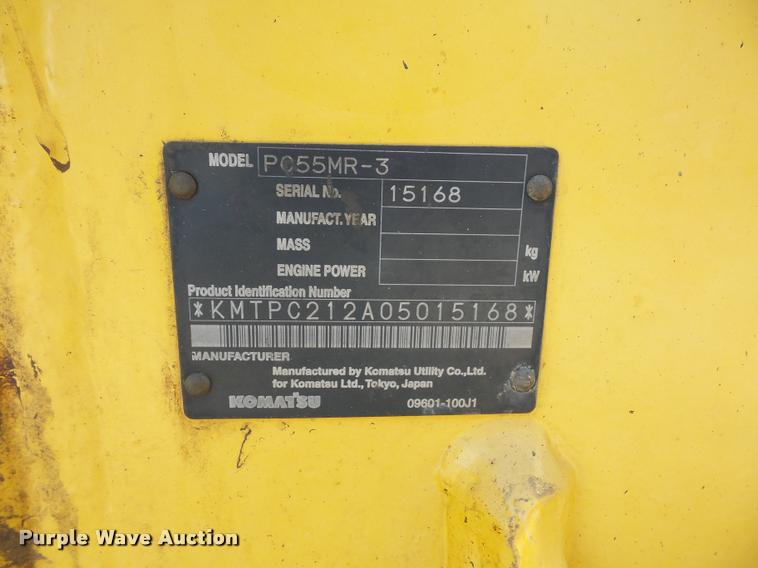 MODEL PC55MR-3
SERIAL No. 15168
MANUFACT. YEAR
MASS kg
ENGINE POWER kW
Product Identification Number
*KMTPC212A05015168*
MANUFACTURER
Manufactured by Komatsu Utility Co.,Ltd.
for Komatsu Ltd., Tokyo, Japan
KOMATSU 09601-100J1
Purple Wave Auction